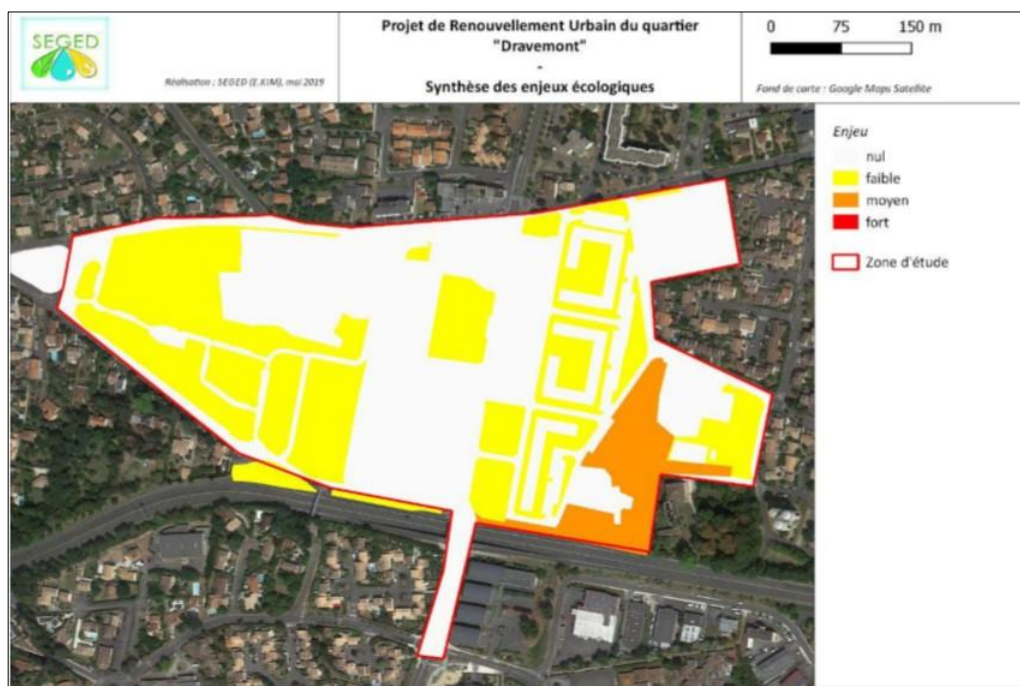 SEGED
Réalisation : SEGED (E.KIM), mai 2019
Projet de Renouvellement Urbain du quartier
"Dravemont"
-
Synthèse des enjeux écologiques
0 75 150 m
Fond de carte : Google Maps Satellite
Enjeu
nul
faible
moyen
fort
Zone d'étude